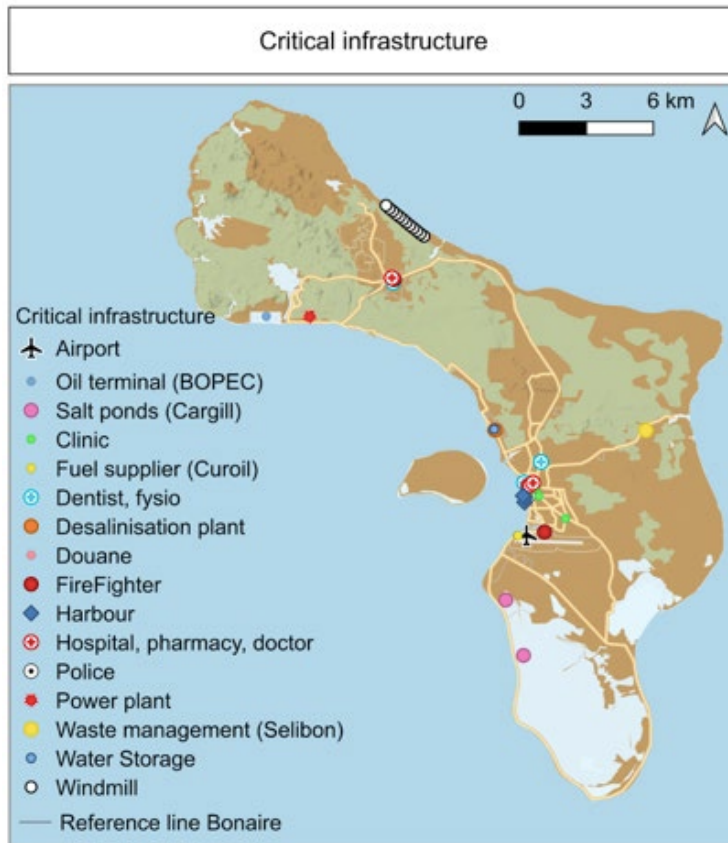 Critical infrastructure
0 3 6 km
Critical infrastructure
Airport
Oil terminal (BOPEC)
Salt ponds (Cargill)
Clinic
Fuel supplier (Curoil)
Dentist, fysio
Desalinisation plant
Douane
FireFighter
Harbour
Hospital, pharmacy, doctor
Police
Power plant
Waste management (Selibon)
Water Storage
Windmill
Reference line Bonaire